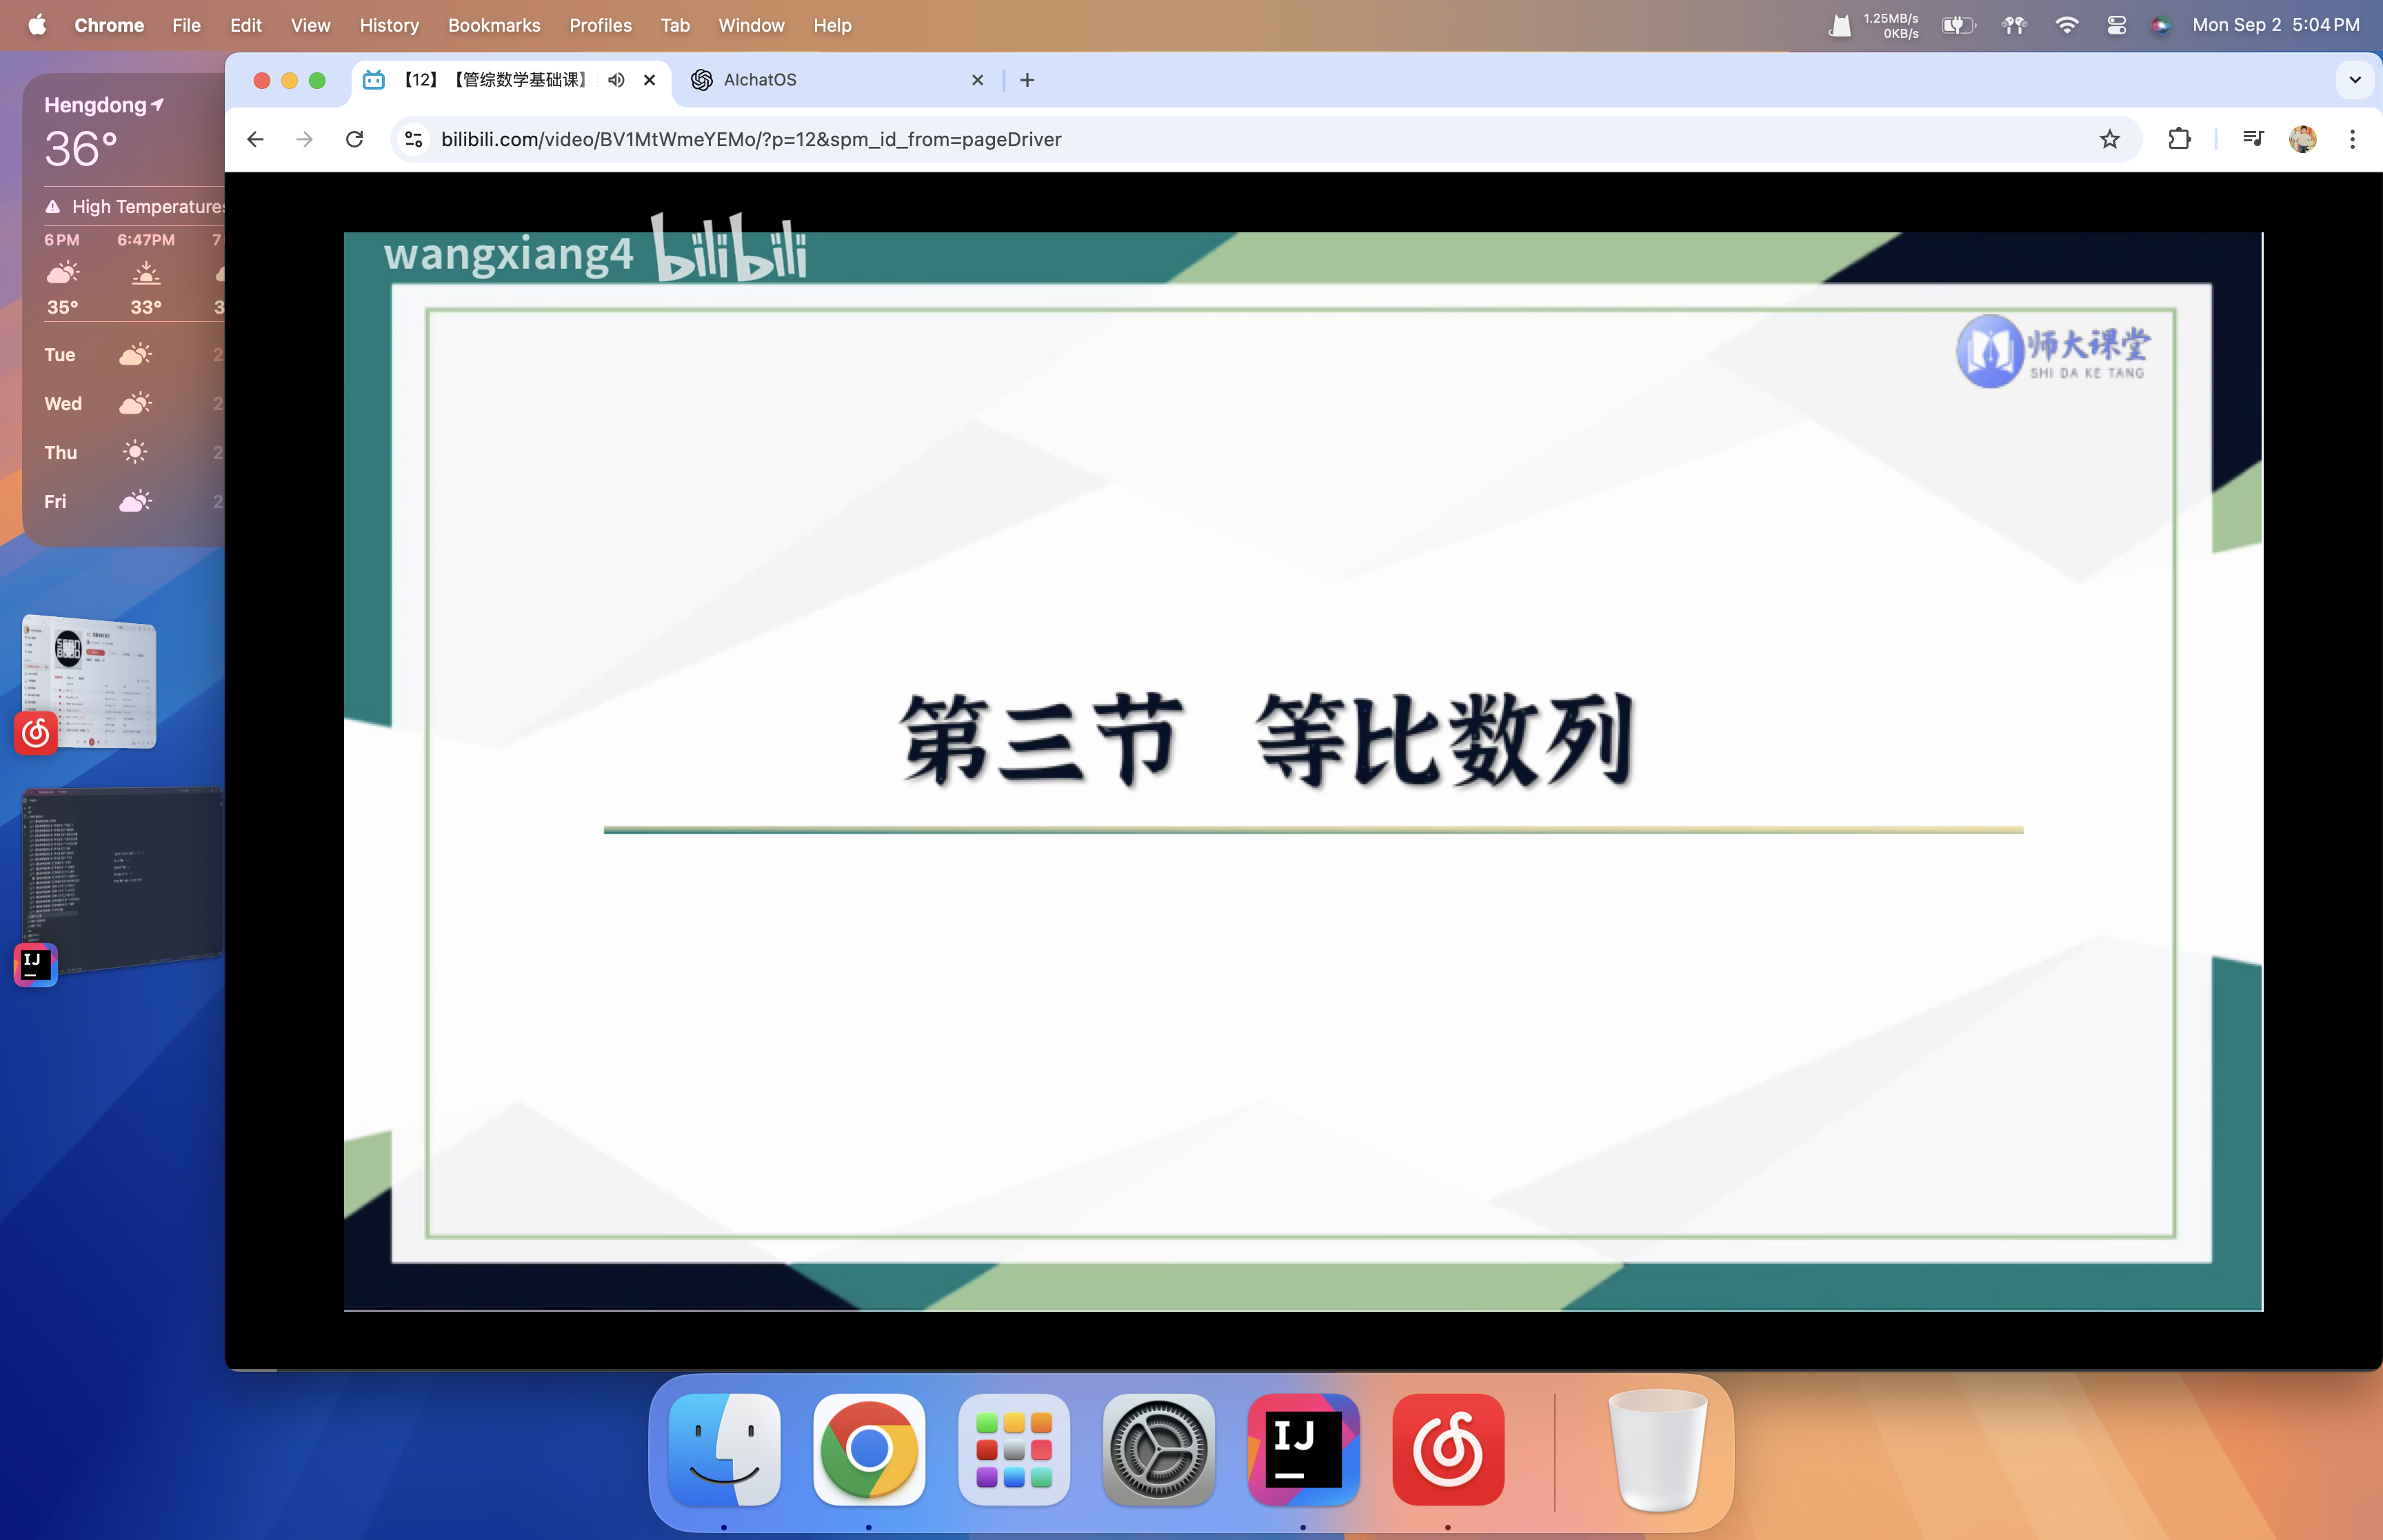 Chrome File Edit View History Bookmarks Profiles Tab Window Help
1.25MB/s
0KB/s
Mon Sep 2 5:04 PM
Hengdong
36°
High Temperatures
6 PM 6:47PM 7
35° 33° 3
Tue 2
Wed 2
Thu 2
Fri 2
【12】【管综数学基础课】
AIchatOS
bilibili.com/video/BV1MtWmeYEMo/?p=12&spm_id_from=pageDriver
wangxiang4 bilibili
师大课堂
SHI DA KE TANG
第三节 等比数列
IJ
IJ